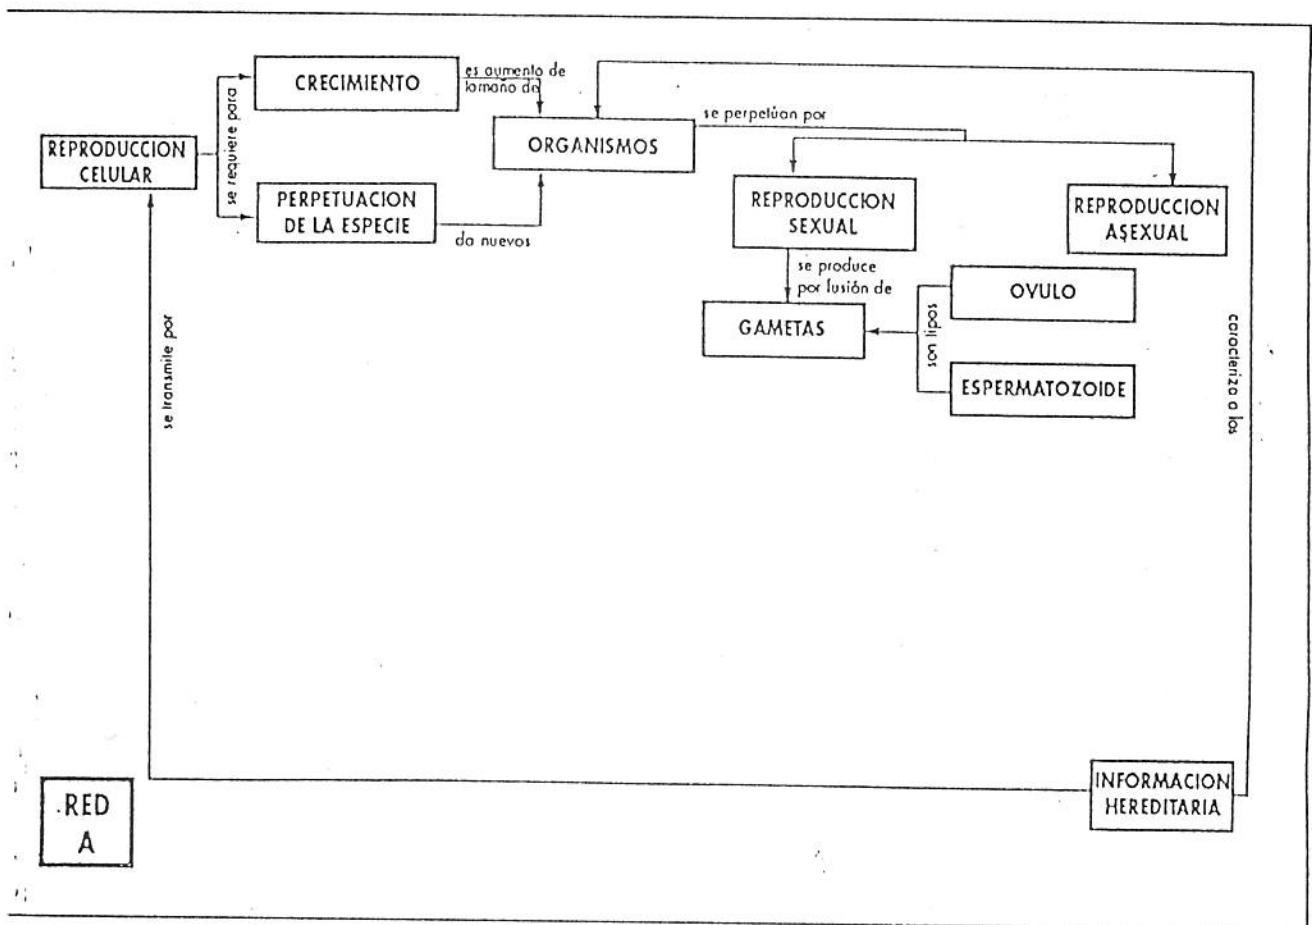 CRECIMIENTO
es aumento de
tamaño de
ORGANISMOS
se perpetúan por
REPRODUCCION
CELULAR
se requiere para
PERPETUACION
DE LA ESPECIE
da nuevos
REPRODUCCION
SEXUAL
REPRODUCCION
ASEXUAL
se produce
por fusión de
GAMETAS
son tipos
OVULO
ESPERMATOZOIDE
caracteriza a los
se transmite por
INFORMACION
HEREDITARIA
RED
A